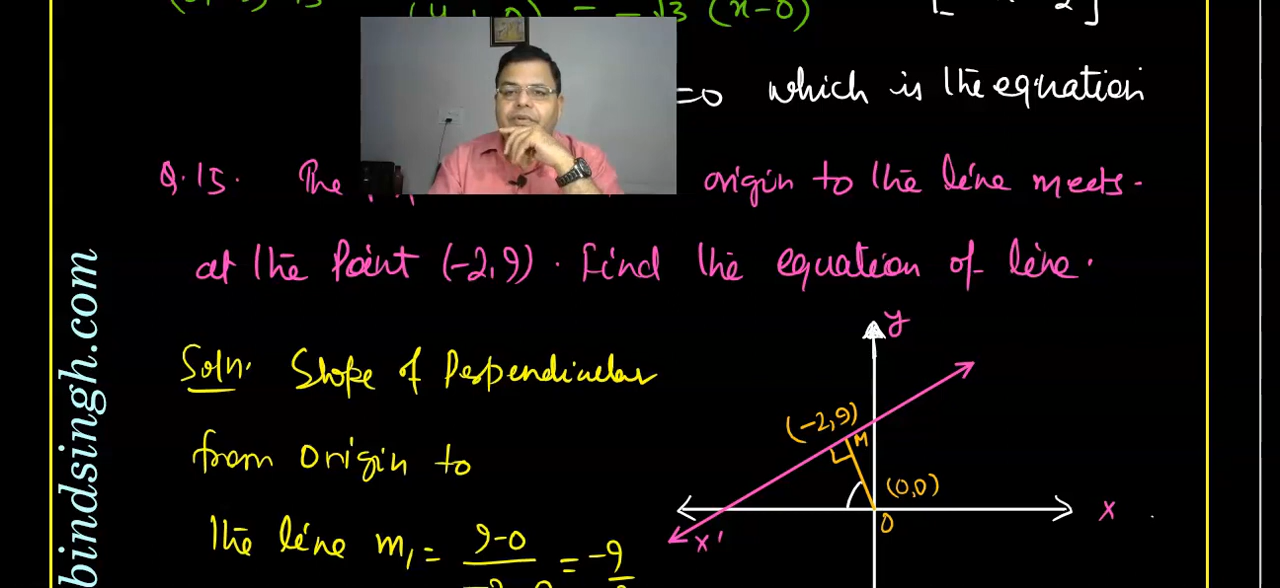 = -√3 (x-0)
=0 which is the equation
Q.15. The origin to the line meets-
at the Point (-2,9). Find the equation of line.
Soln. Slope of Perpendicular
from origin to
the line m₁ = 9-0 = -9
y
(-2,9)
M
(0,0)
O
X
X'
bindsingh.com